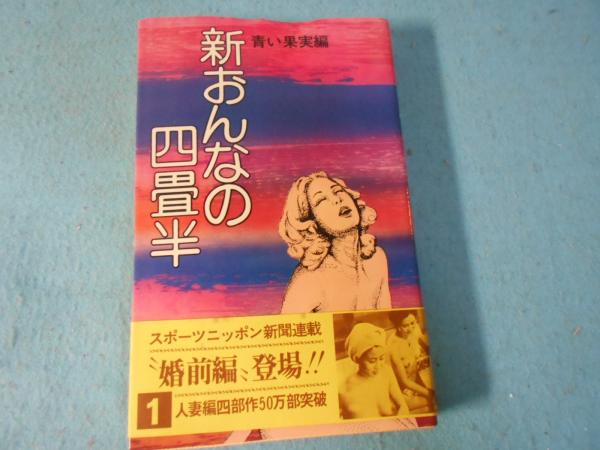 青い果実編
新おんなの
四畳半
スポーツニッポン新聞連載
〝婚前編〟登場!!
1 人妻編四部作50万部突破